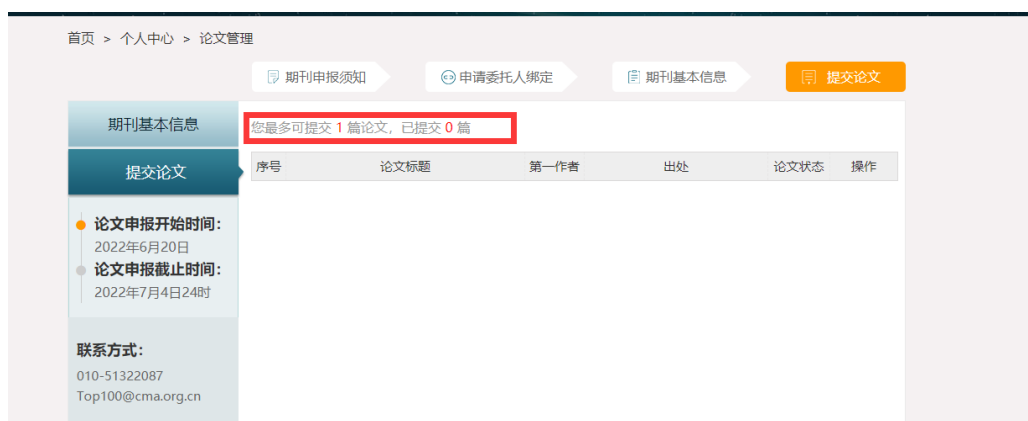 首页 > 个人中心 > 论文管理
期刊申报须知 申请委托人绑定 期刊基本信息 提交论文
期刊基本信息
提交论文
论文申报开始时间：
2022年6月20日
论文申报截止时间：
2022年7月4日24时
联系方式：
010-51322087
Top100@cma.org.cn
您最多可提交 1 篇论文，已提交 0 篇
序号 论文标题 第一作者 出处 论文状态 操作